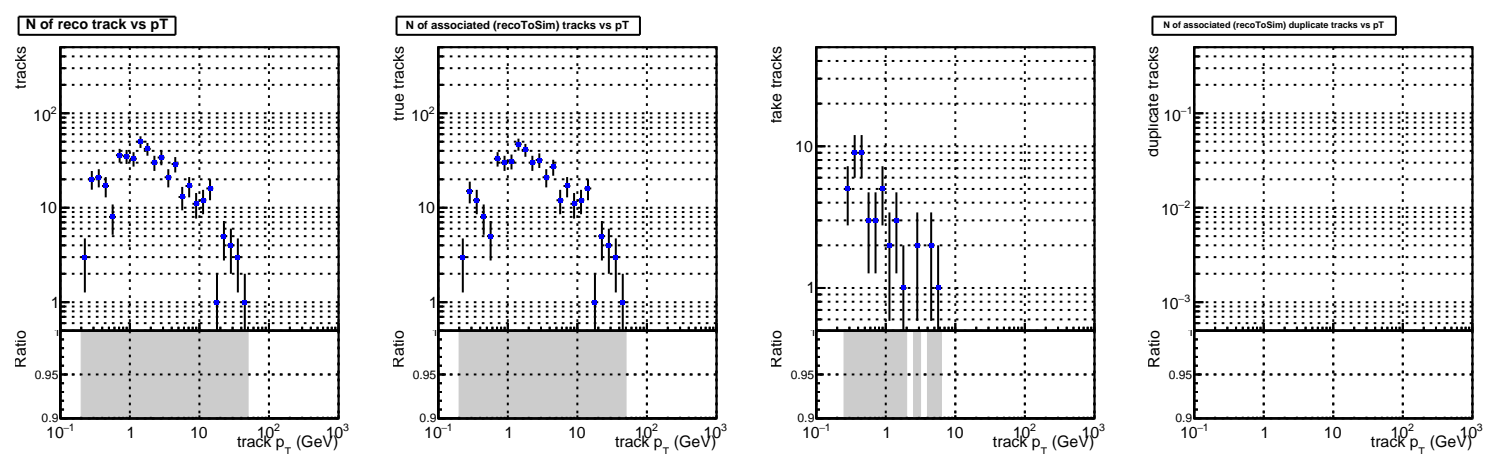 N of reco track vs pT
tracks
10²
10
1
Ratio
1
0.95
0.9
10⁻¹ 1 10 10² 10³
track p_T (GeV)
N of associated (recoToSim) tracks vs pT
true tracks
10²
10
1
Ratio
1
0.95
0.9
10⁻¹ 1 10 10² 10³
track p_T (GeV)
fake tracks
10
1
Ratio
1
0.95
0.9
10⁻¹ 1 10 10² 10³
track p_T (GeV)
N of associated (recoToSim) duplicate tracks vs pT
duplicate tracks
10⁻¹
10⁻²
10⁻³
Ratio
1
0.95
0.9
10⁻¹ 1 10 10² 10³
track p_T (GeV)